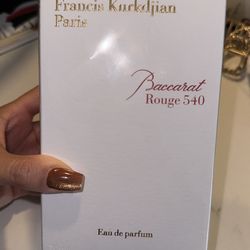 Francis Kurkdjian
Paris
Baccarat
Rouge 540
Eau de parfum